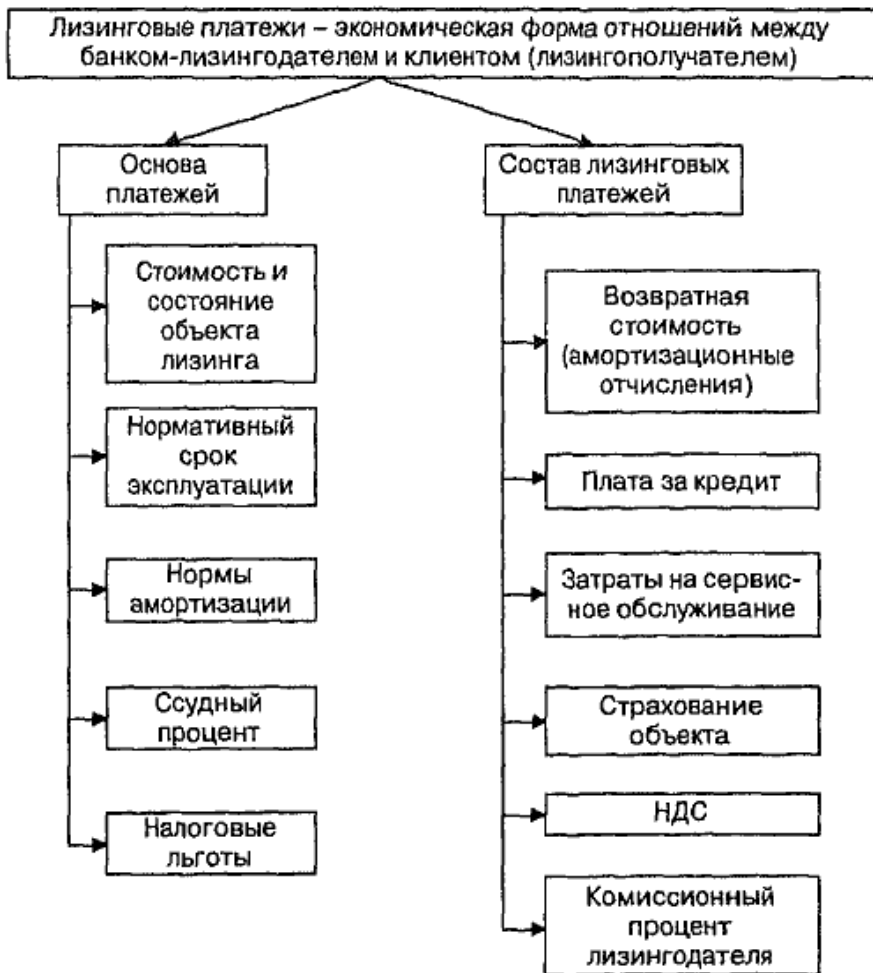 Лизинговые платежи – экономическая форма отношений между
банком-лизингодателем и клиентом (лизингополучателем)
Основа
платежей
Стоимость и
состояние
объекта
лизинга
Нормативный
срок
эксплуатации
Нормы
амортизации
Ссудный
процент
Налоговые
льготы
Состав лизинговых
платежей
Возвратная
стоимость
(амортизационные
отчисления)
Плата за кредит
Затраты на сервис-
ное обслуживание
Страхование
объекта
НДС
Комиссионный
процент
лизингодателя